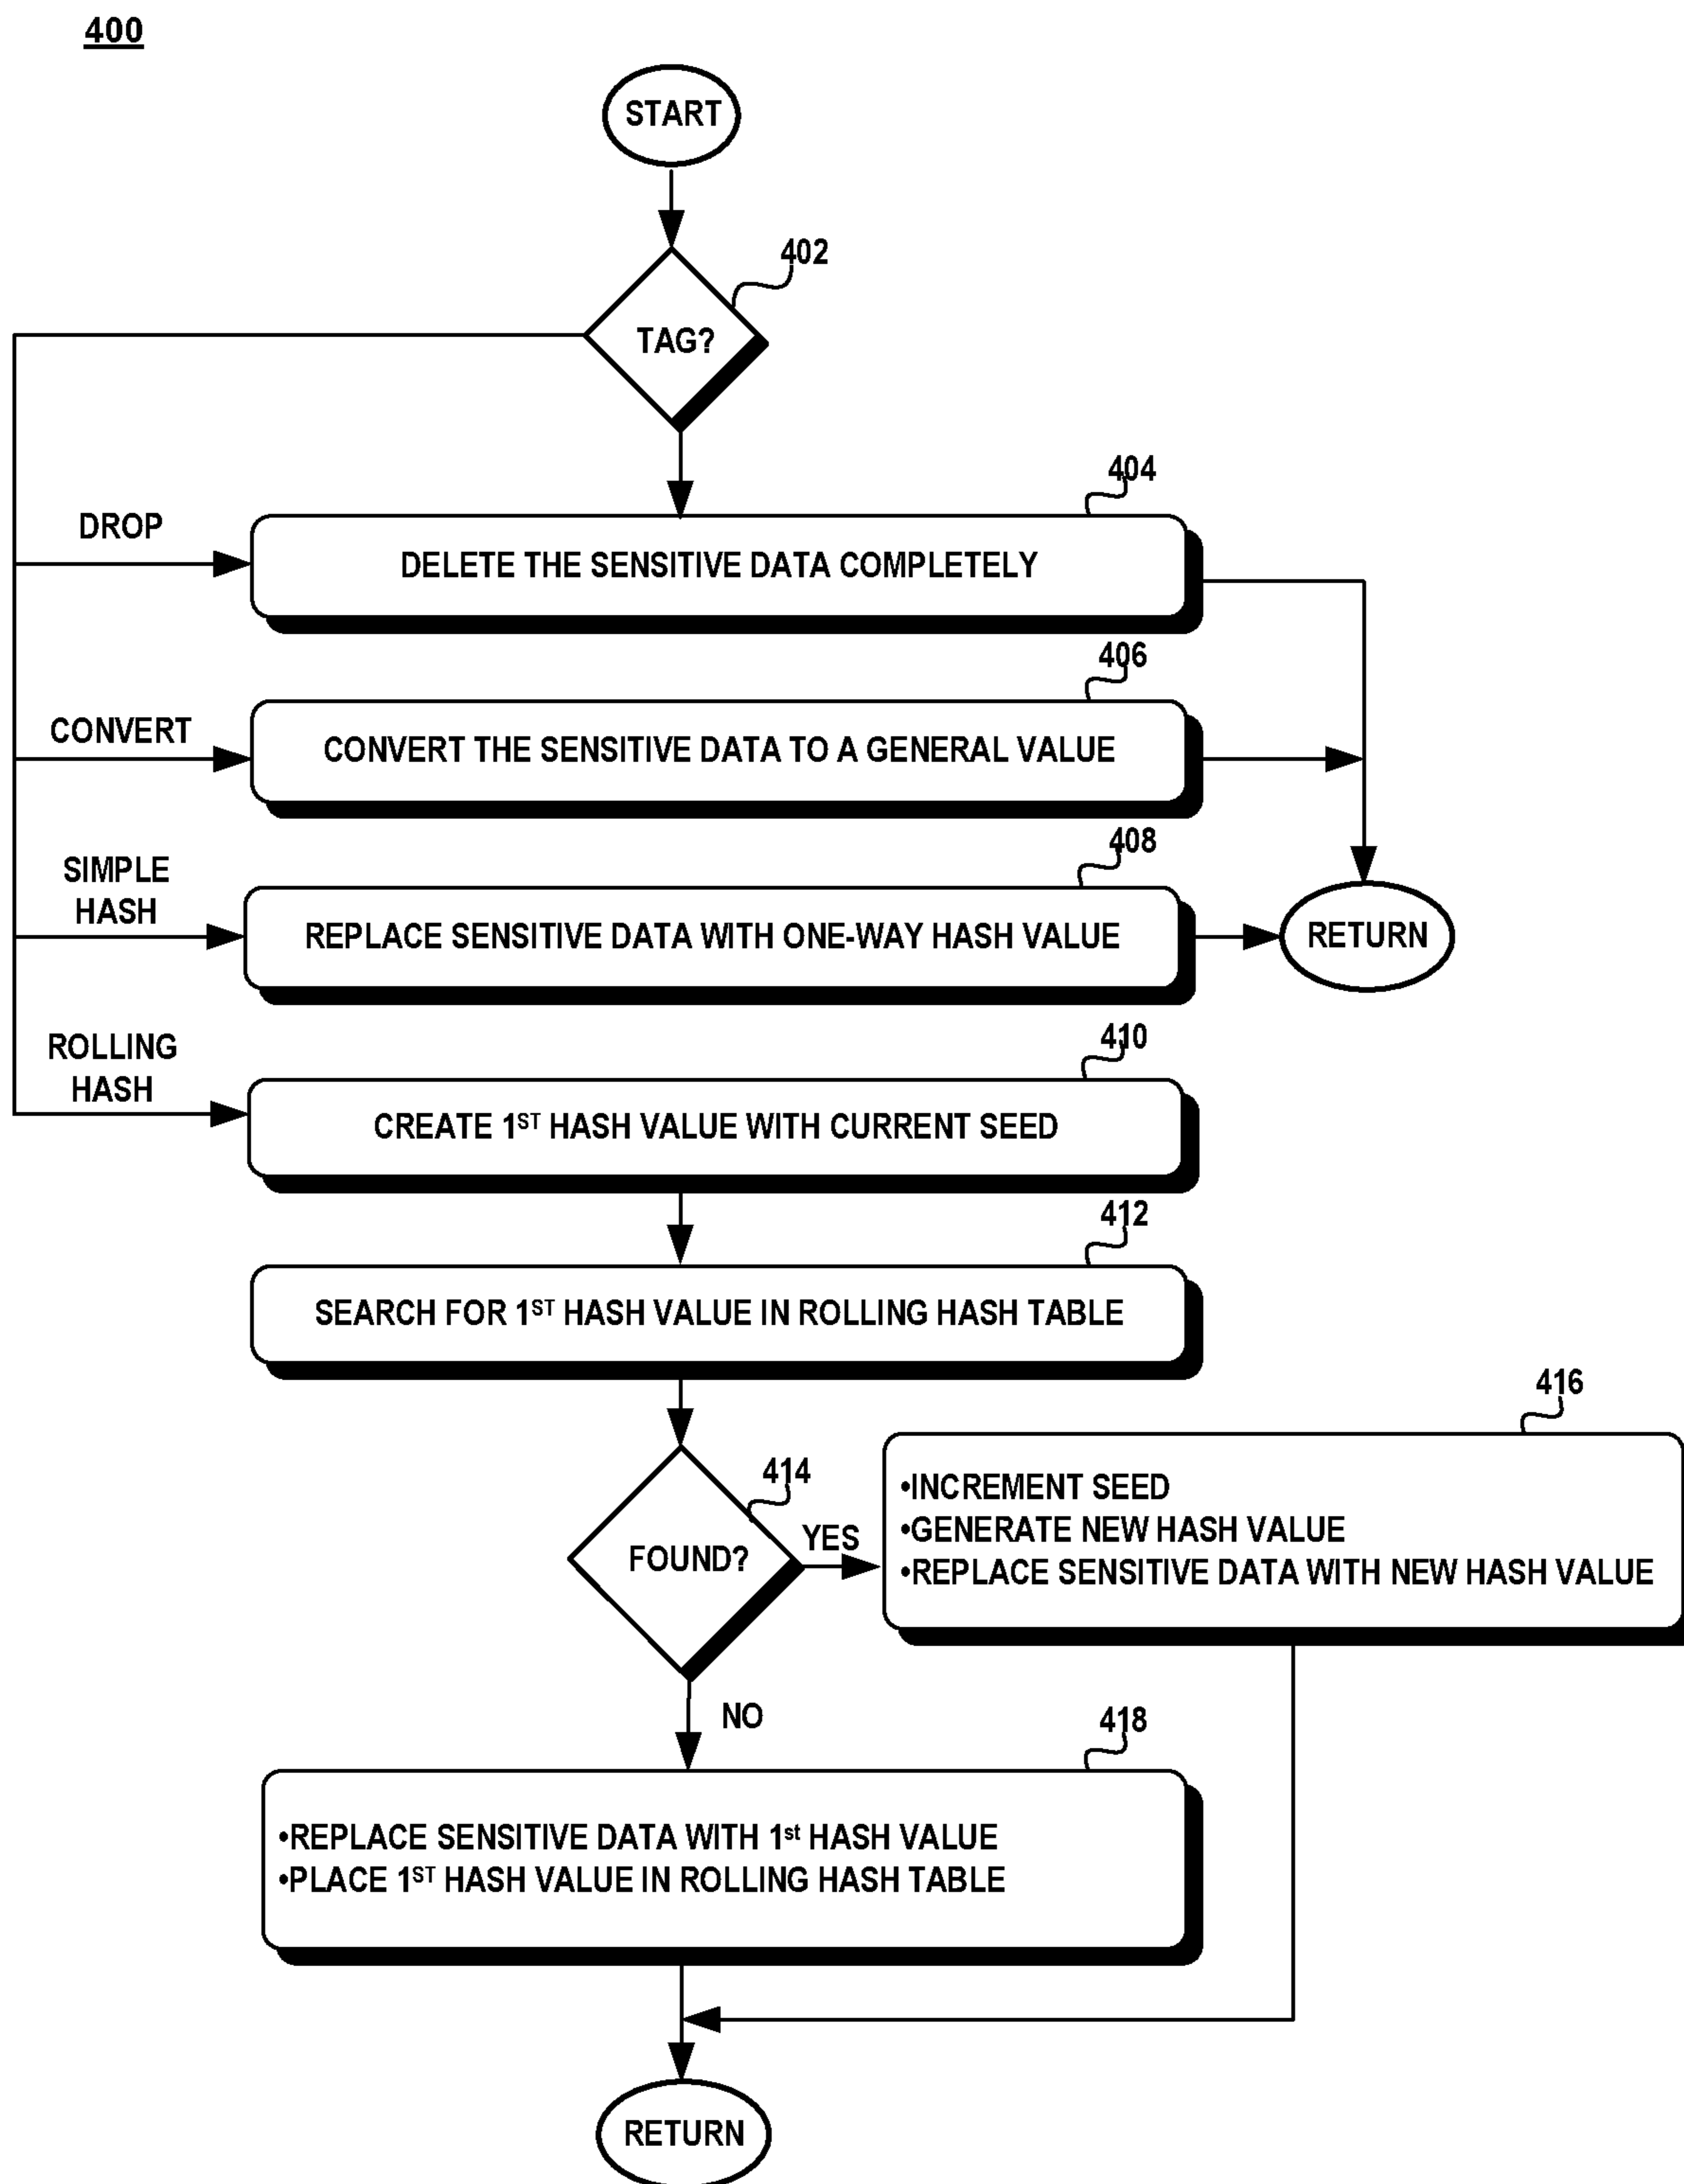 400
START
402
TAG?
404
DROP
DELETE THE SENSITIVE DATA COMPLETELY
406
CONVERT
CONVERT THE SENSITIVE DATA TO A GENERAL VALUE
408
SIMPLE
HASH
REPLACE SENSITIVE DATA WITH ONE-WAY HASH VALUE
RETURN
410
ROLLING
HASH
CREATE 1ST HASH VALUE WITH CURRENT SEED
412
SEARCH FOR 1ST HASH VALUE IN ROLLING HASH TABLE
414
FOUND?
YES
416
•INCREMENT SEED
•GENERATE NEW HASH VALUE
•REPLACE SENSITIVE DATA WITH NEW HASH VALUE
NO
418
•REPLACE SENSITIVE DATA WITH 1st HASH VALUE
•PLACE 1ST HASH VALUE IN ROLLING HASH TABLE
RETURN